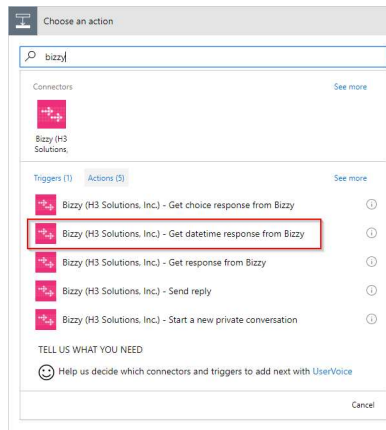 Choose an action
bizzy
Connectors See more
Bizzy (H3
Solutions,
Triggers (1) Actions (5) See more
Bizzy (H3 Solutions, Inc.) - Get choice response from Bizzy
Bizzy (H3 Solutions, Inc.) - Get datetime response from Bizzy
Bizzy (H3 Solutions, Inc.) - Get response from Bizzy
Bizzy (H3 Solutions, Inc.) - Send reply
Bizzy (H3 Solutions, Inc.) - Start a new private conversation
TELL US WHAT YOU NEED
Help us decide which connectors and triggers to add next with UserVoice
Cancel